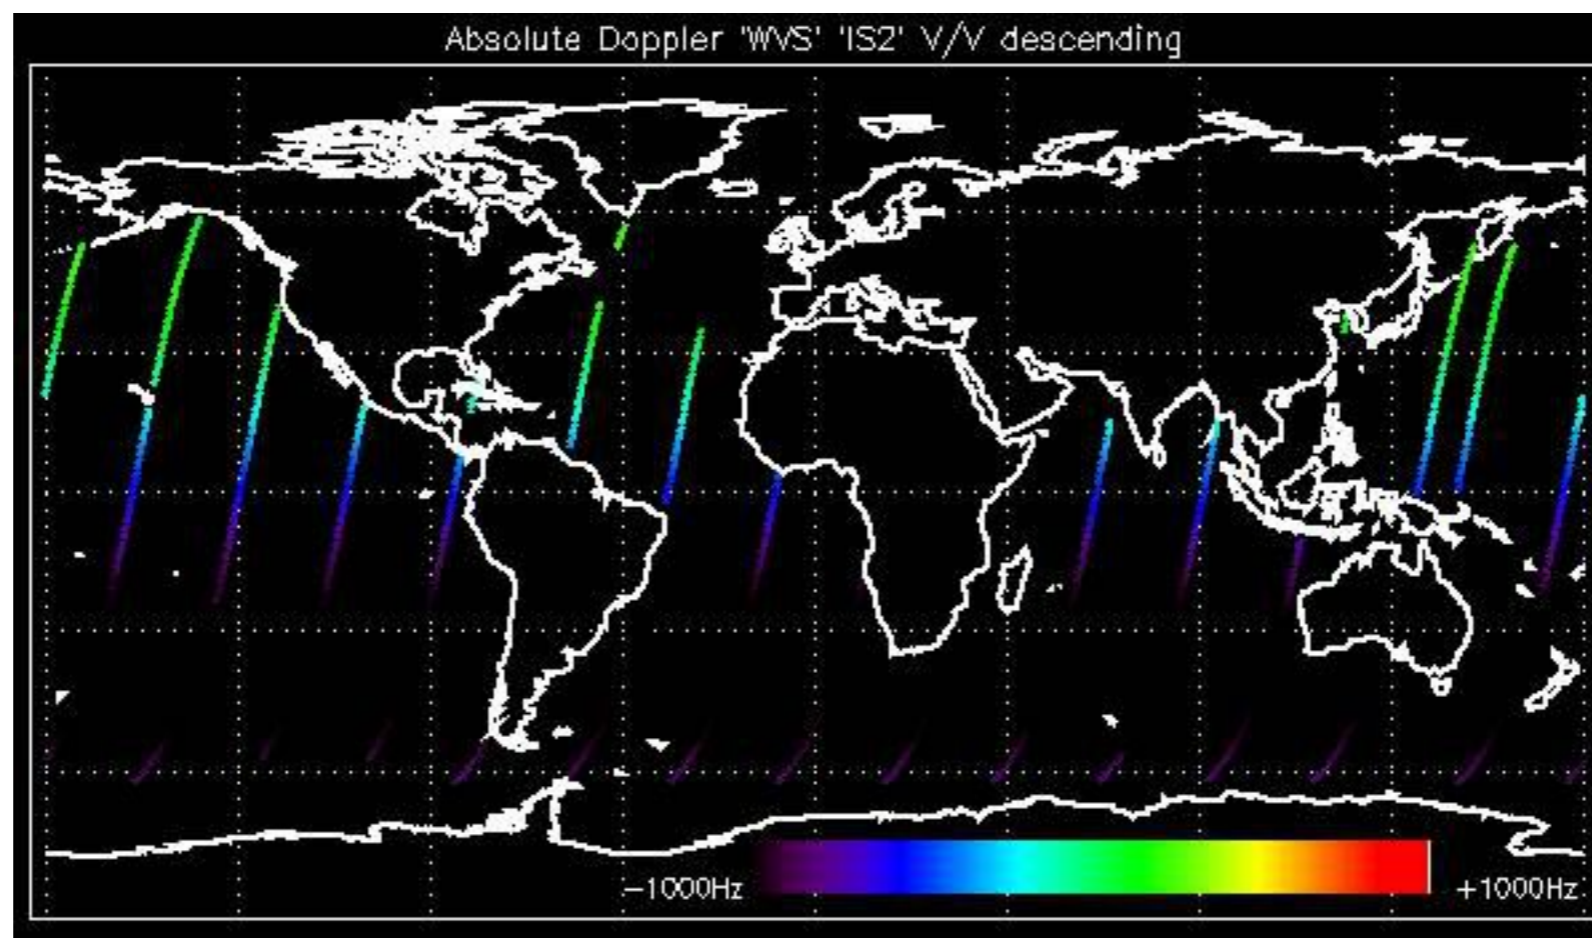 Absolute Doppler 'WVS' 'IS2' V/V descending
−1000Hz +1000Hz